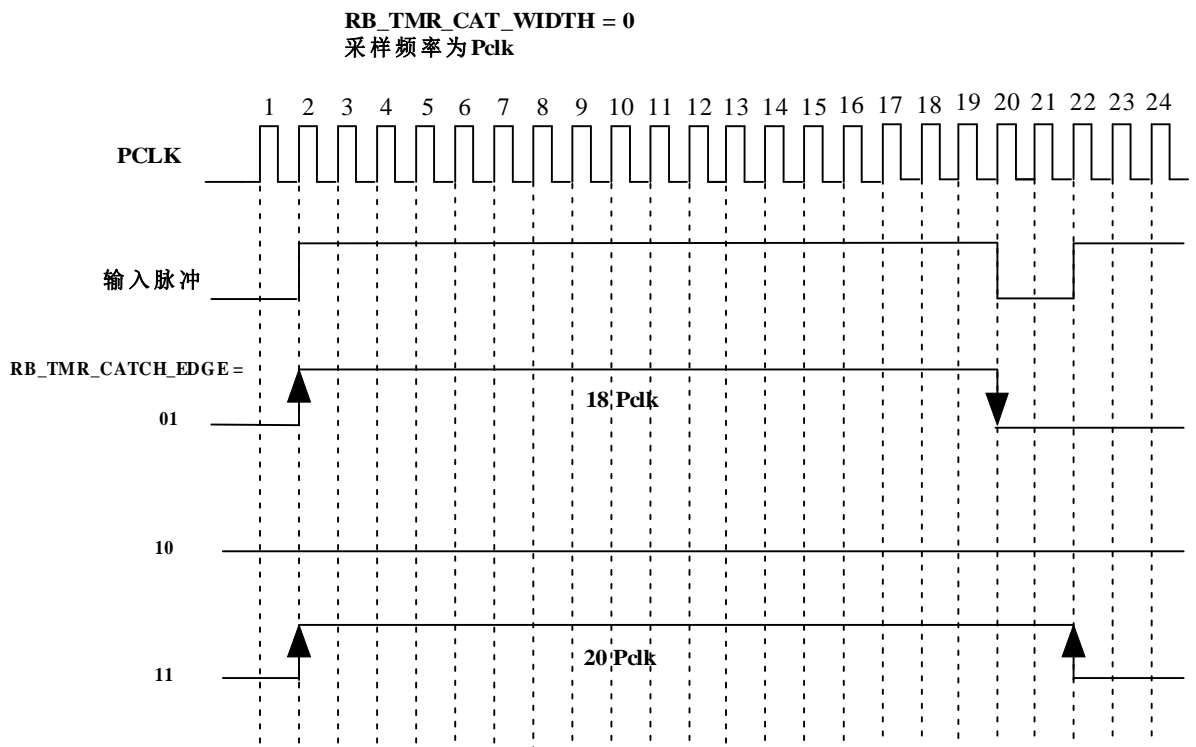 RB_TMR_CAT_WIDTH = 0
采样频率为Pclk
1 2 3 4 5 6 7 8 9 10 11 12 13 14 15 16 17 18 19 20 21 22 23 24
PCLK
输入脉冲
RB_TMR_CATCH_EDGE =
18 Pclk
01
10
20 Pclk
11